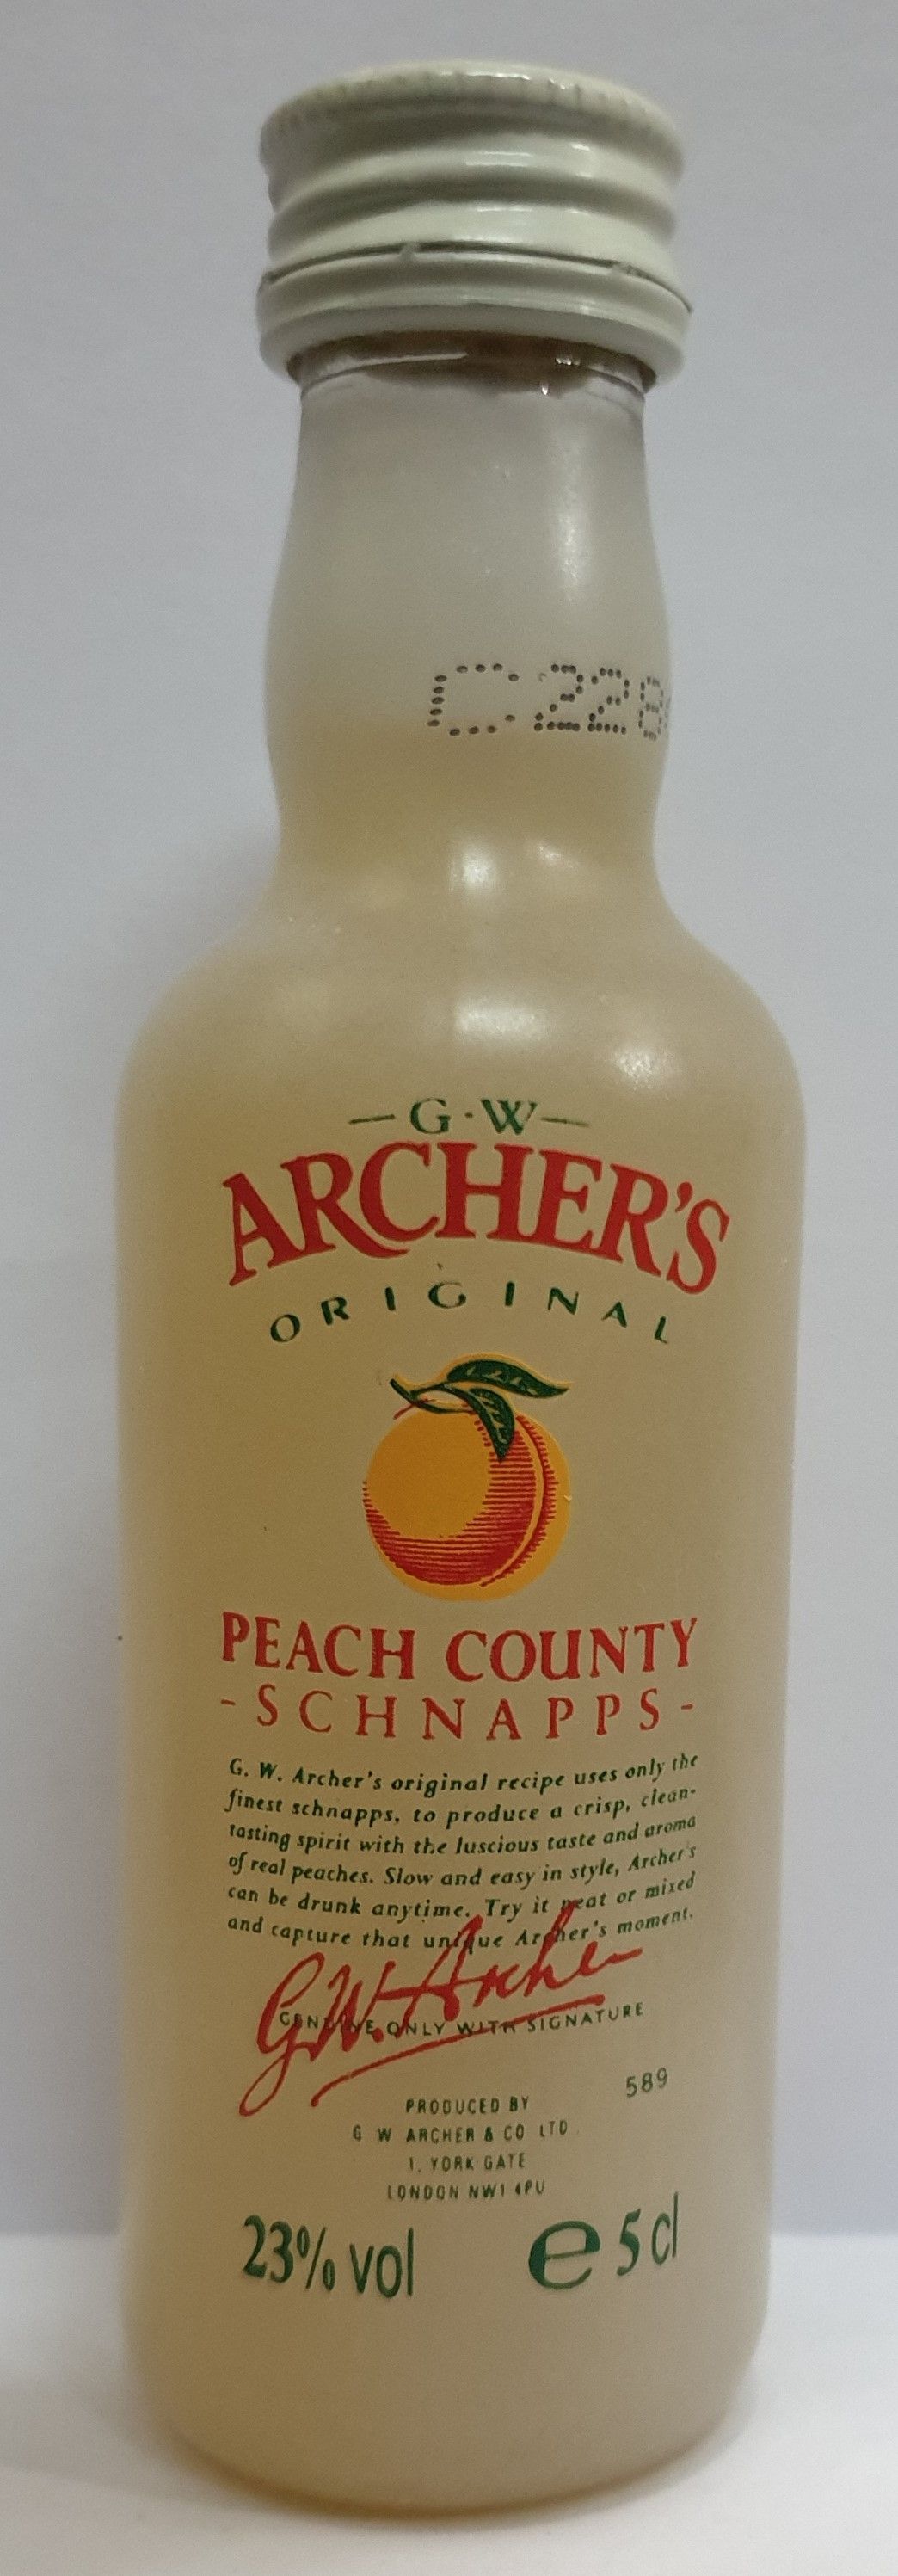 C 228
—G·W—
ARCHER'S
ORIGINAL
PEACH COUNTY
-SCHNAPPS-
G. W. Archer's original recipe uses only the
finest schnapps, to produce a crisp, clean-
tasting spirit with the luscious taste and aroma
of real peaches. Slow and easy in style, Archer's
can be drunk anytime. Try it neat or mixed
and capture that unique Archer's moment.
G.W. Archer
GENUINE ONLY WITH SIGNATURE
589
PRODUCED BY
G W ARCHER & CO LTD
1, YORK GATE
LONDON NW1 4PU
23% vol e 5 cl